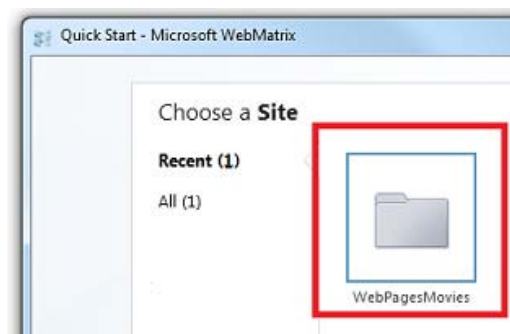 Quick Start - Microsoft WebMatrix
Choose a Site
Recent (1)
All (1)
WebPagesMovies